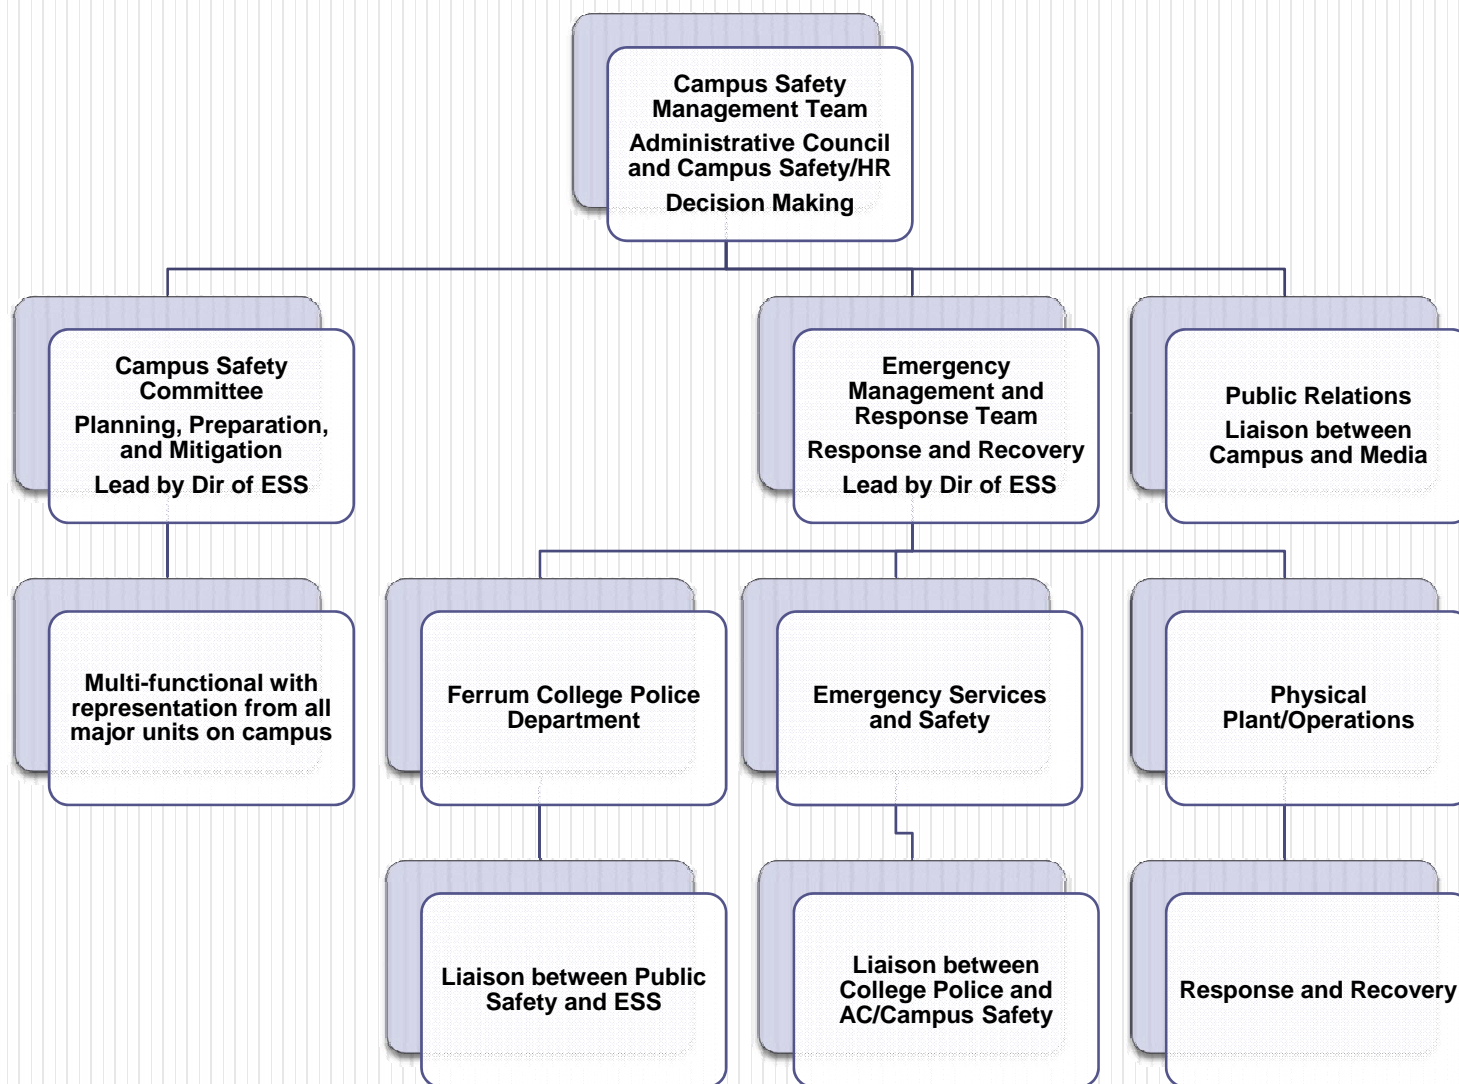 Campus Safety
Management Team
Administrative Council
and Campus Safety/HR
Decision Making
Campus Safety
Committee
Planning, Preparation,
and Mitigation
Lead by Dir of ESS
Emergency
Management and
Response Team
Response and Recovery
Lead by Dir of ESS
Public Relations
Liaison between
Campus and Media
Multi-functional with
representation from all
major units on campus
Ferrum College Police
Department
Emergency Services
and Safety
Physical
Plant/Operations
Liaison between Public
Safety and ESS
Liaison between
College Police and
AC/Campus Safety
Response and Recovery